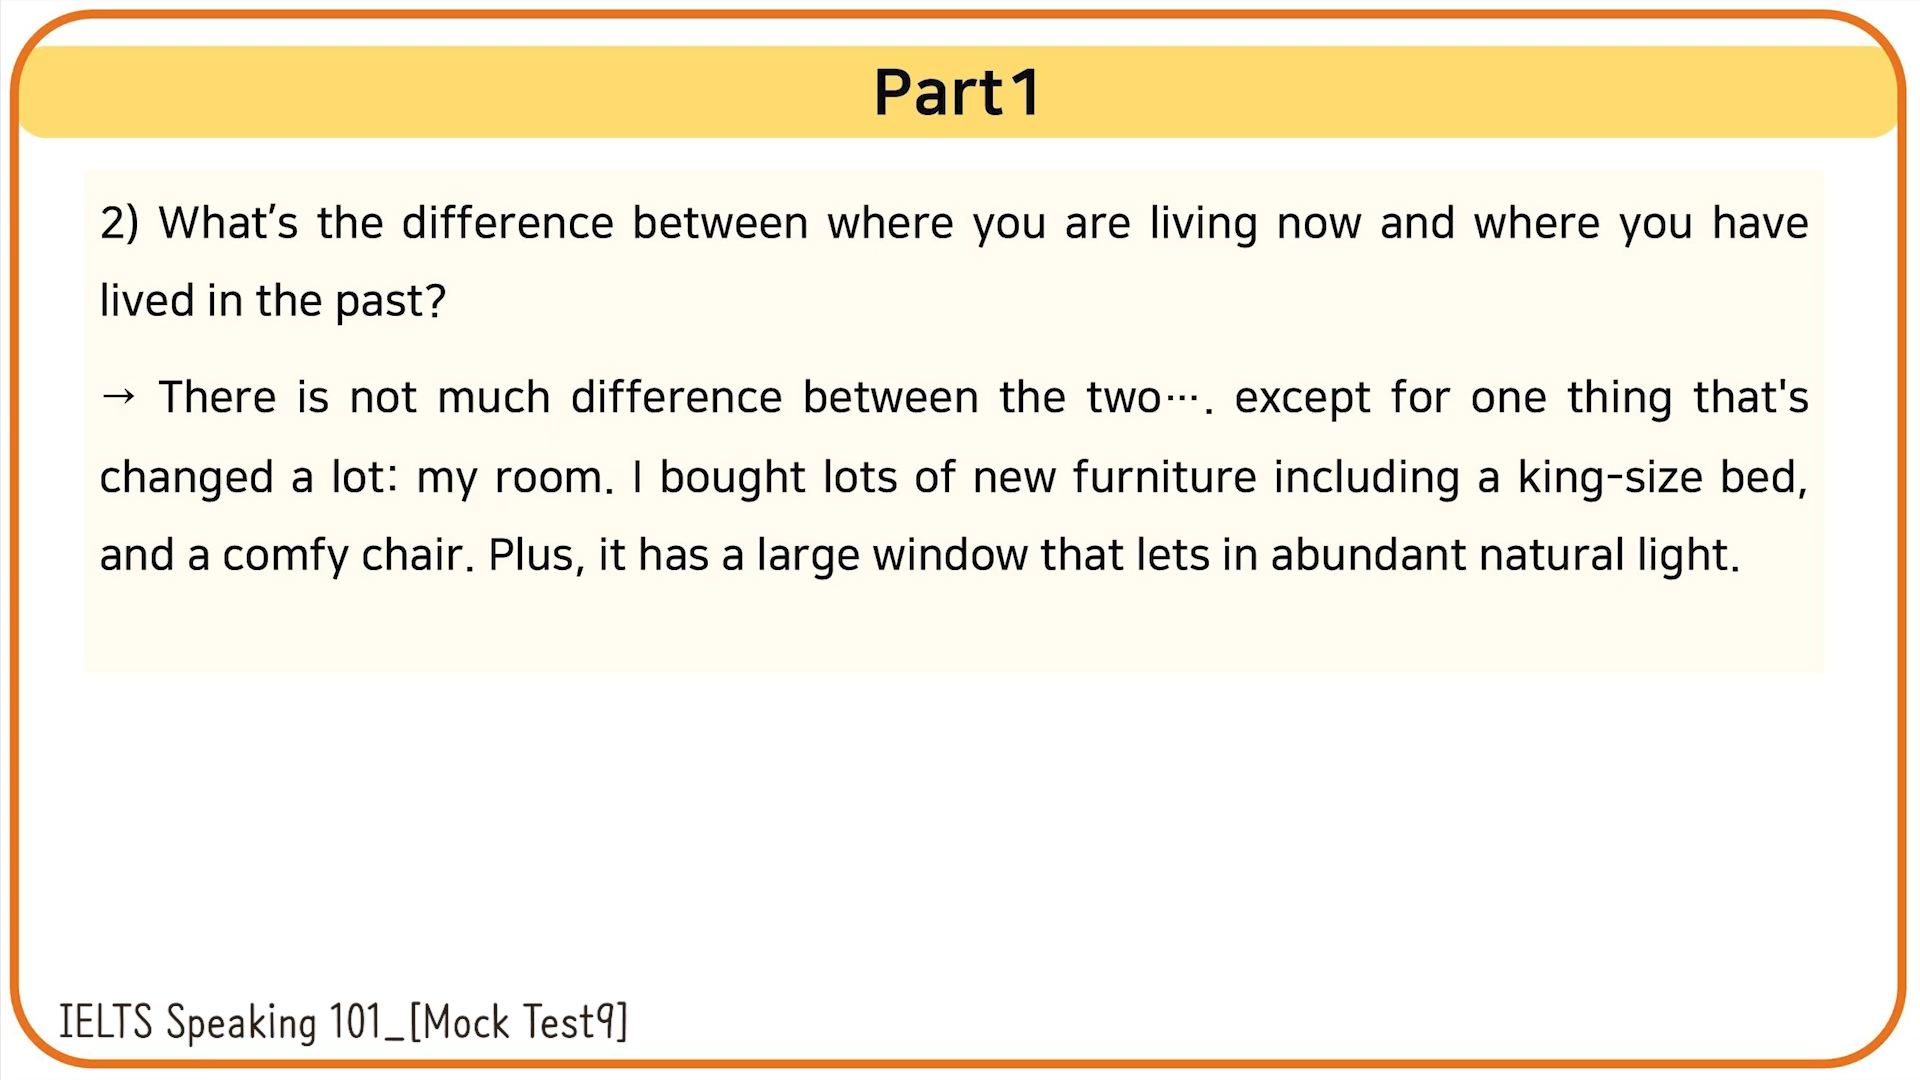 Part1
2) What’s the difference between where you are living now and where you have
lived in the past?
→ There is not much difference between the two⋯. except for one thing that's
changed a lot: my room. I bought lots of new furniture including a king-size bed,
and a comfy chair. Plus, it has a large window that lets in abundant natural light.
IELTS Speaking 101_[Mock Test9]